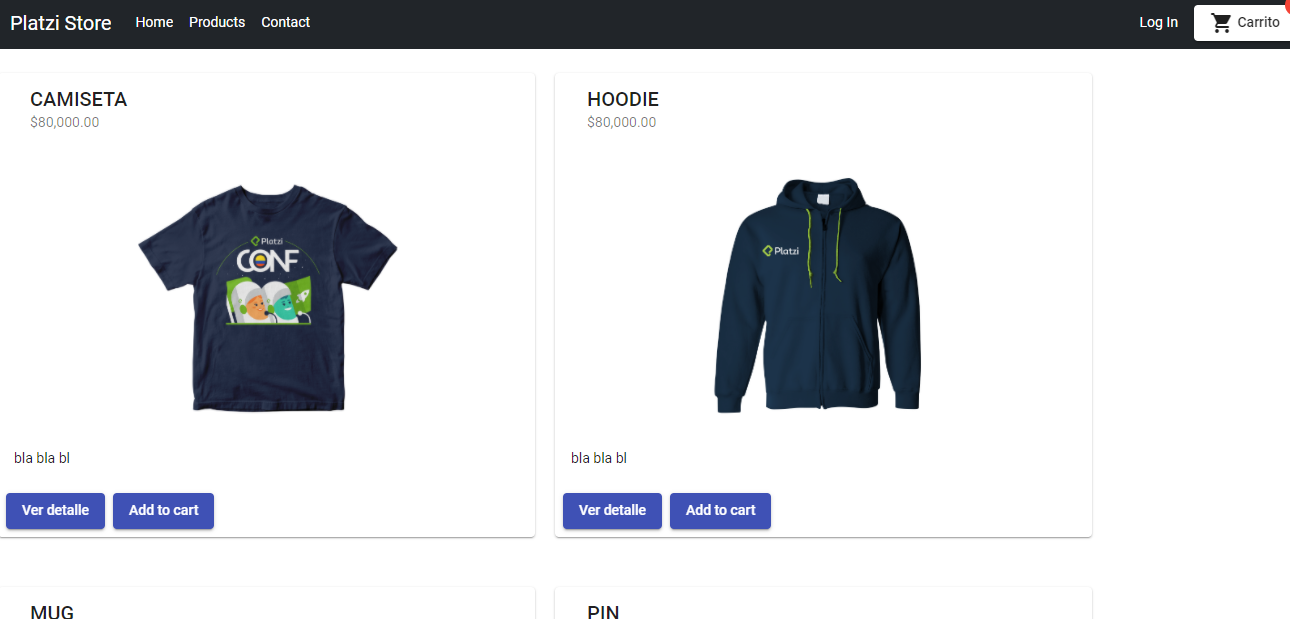 Platzi Store Home Products Contact Log In Carrito
CAMISETA
$80,000.00
Platzi
CONF
bla bla bl
Ver detalle Add to cart
HOODIE
$80,000.00
Platzi
bla bla bl
Ver detalle Add to cart
MUG
PIN